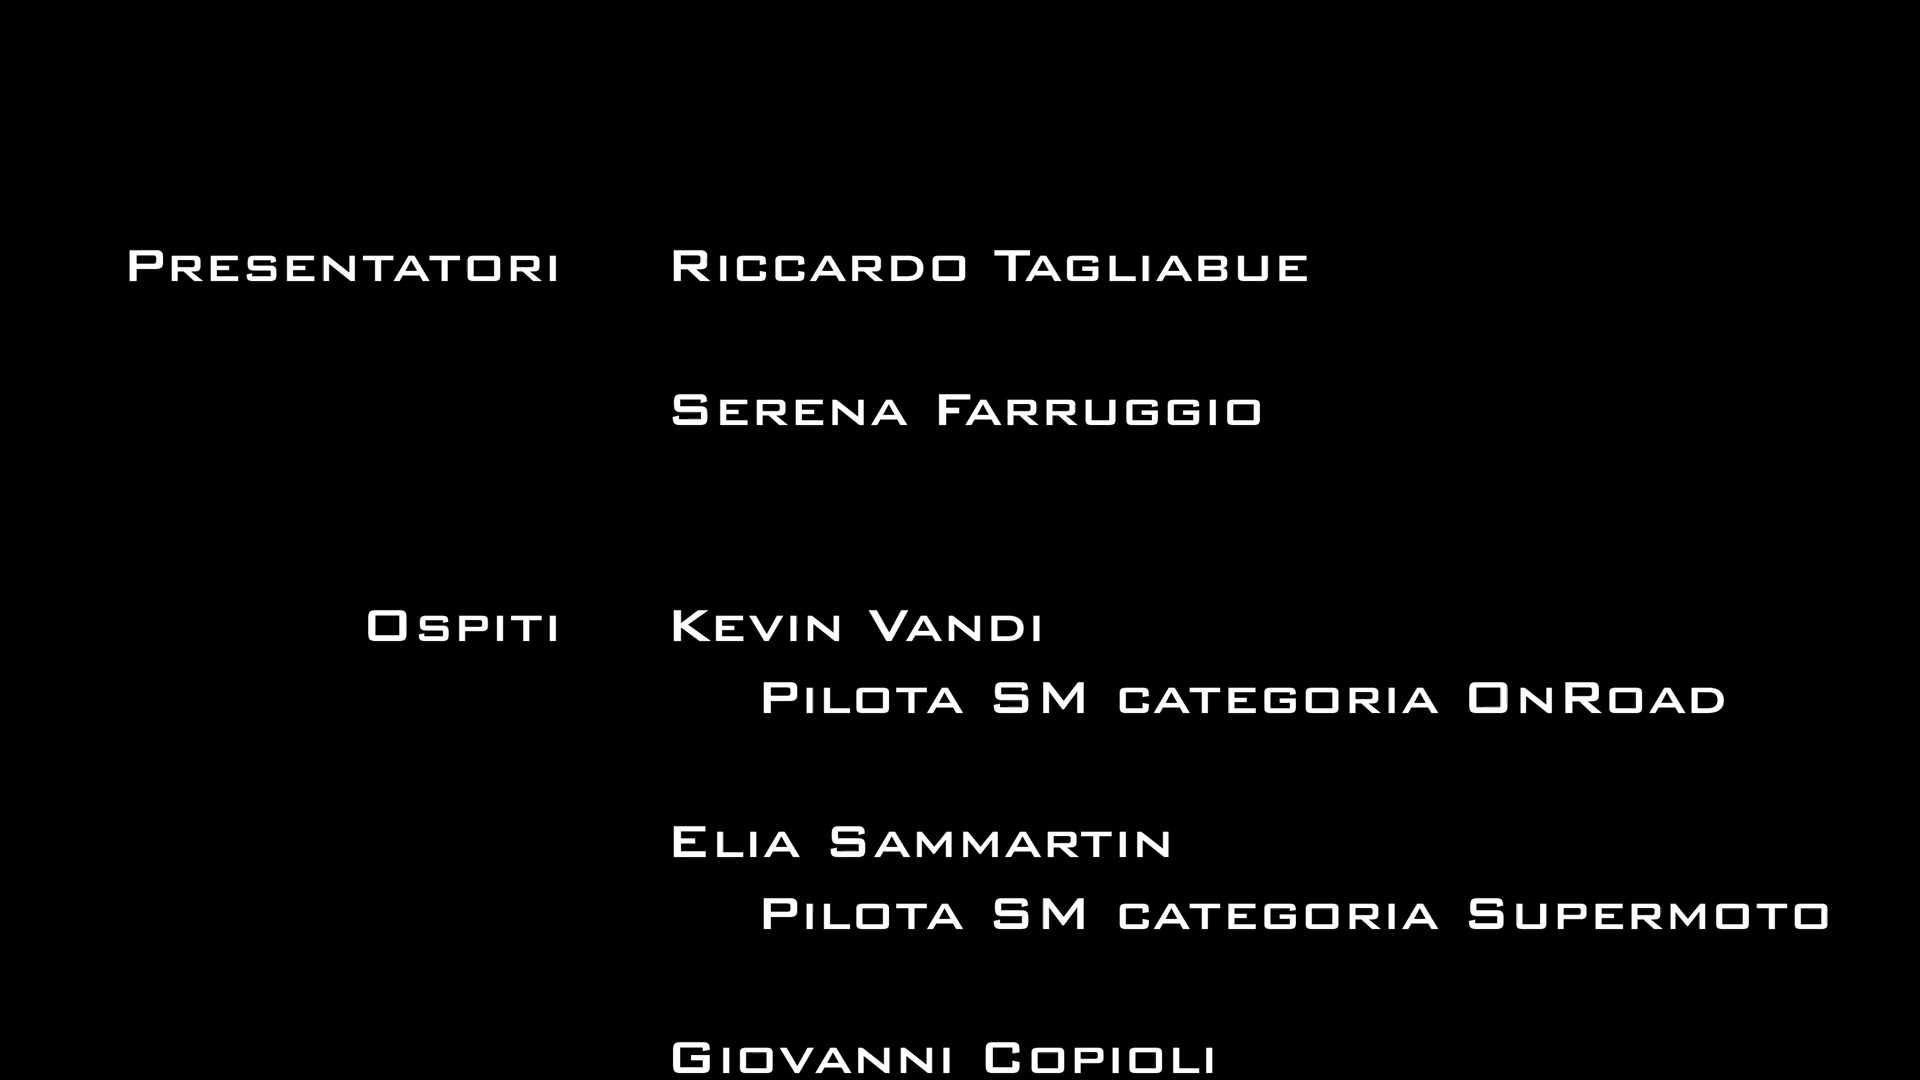 Presentatori Riccardo Tagliabue
Serena Farruggio
Ospiti Kevin Vandi
Pilota SM categoria OnRoad
Elia Sammartin
Pilota SM categoria Supermoto
Giovanni Copioli